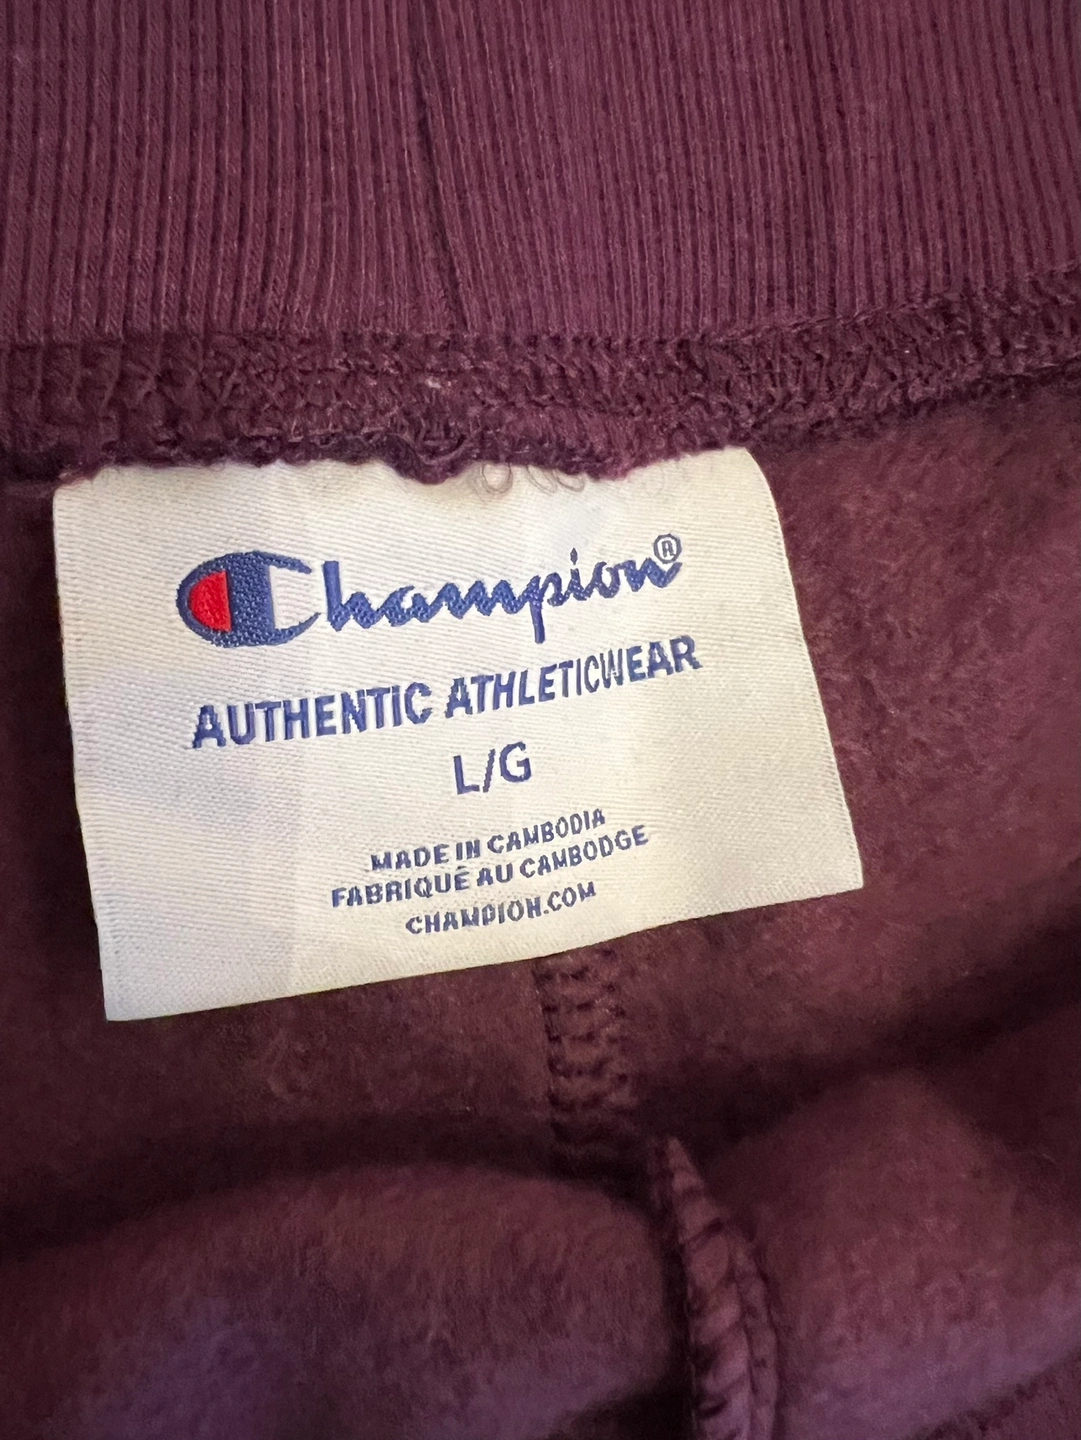 Champion®
AUTHENTIC ATHLETICWEAR
L/G
MADE IN CAMBODIA
FABRIQUÉ AU CAMBODGE
CHAMPION.COM